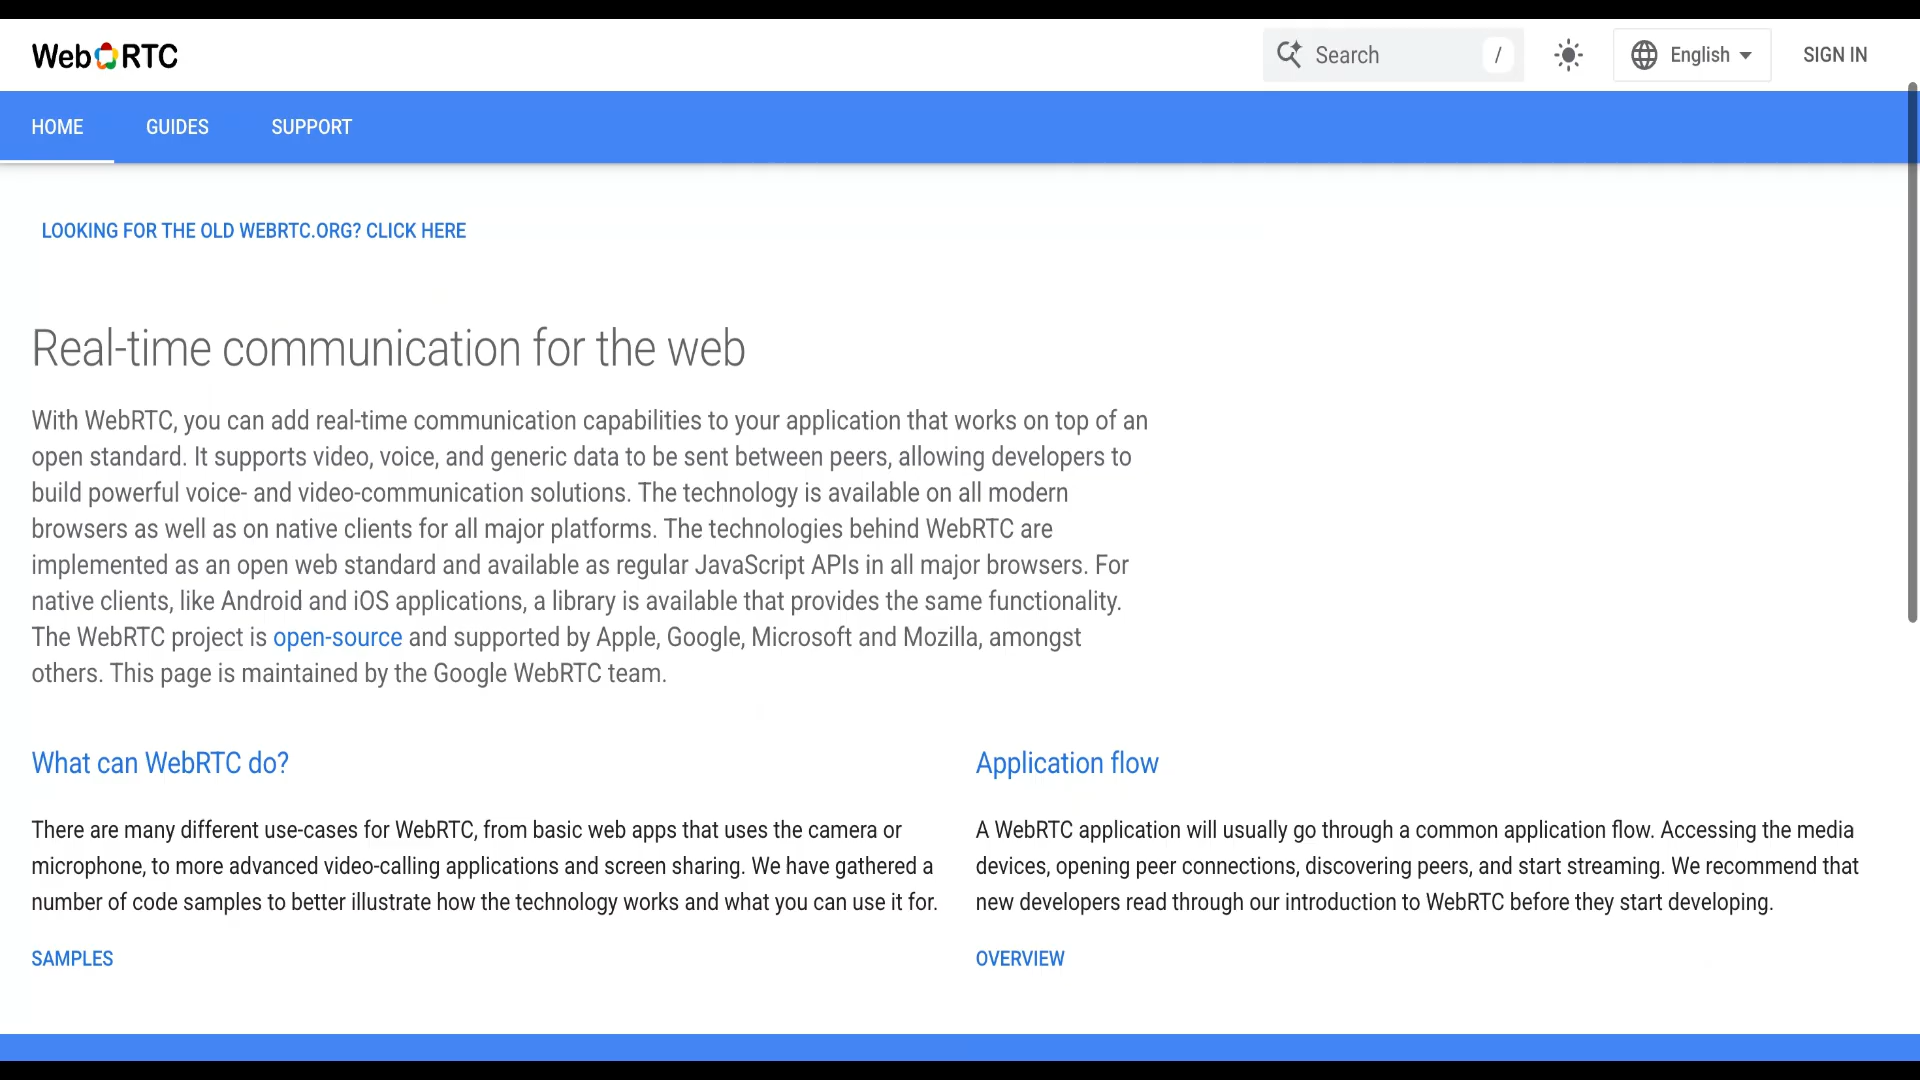 Web RTC
Search /
English
SIGN IN
HOME
GUIDES
SUPPORT
LOOKING FOR THE OLD WEBRTC.ORG? CLICK HERE
Real-time communication for the web
With WebRTC, you can add real-time communication capabilities to your application that works on top of an
open standard. It supports video, voice, and generic data to be sent between peers, allowing developers to
build powerful voice- and video-communication solutions. The technology is available on all modern
browsers as well as on native clients for all major platforms. The technologies behind WebRTC are
implemented as an open web standard and available as regular JavaScript APIs in all major browsers. For
native clients, like Android and iOS applications, a library is available that provides the same functionality.
The WebRTC project is open-source and supported by Apple, Google, Microsoft and Mozilla, amongst
others. This page is maintained by the Google WebRTC team.
What can WebRTC do?
There are many different use-cases for WebRTC, from basic web apps that uses the camera or
microphone, to more advanced video-calling applications and screen sharing. We have gathered a
number of code samples to better illustrate how the technology works and what you can use it for.
SAMPLES
Application flow
A WebRTC application will usually go through a common application flow. Accessing the media
devices, opening peer connections, discovering peers, and start streaming. We recommend that
new developers read through our introduction to WebRTC before they start developing.
OVERVIEW